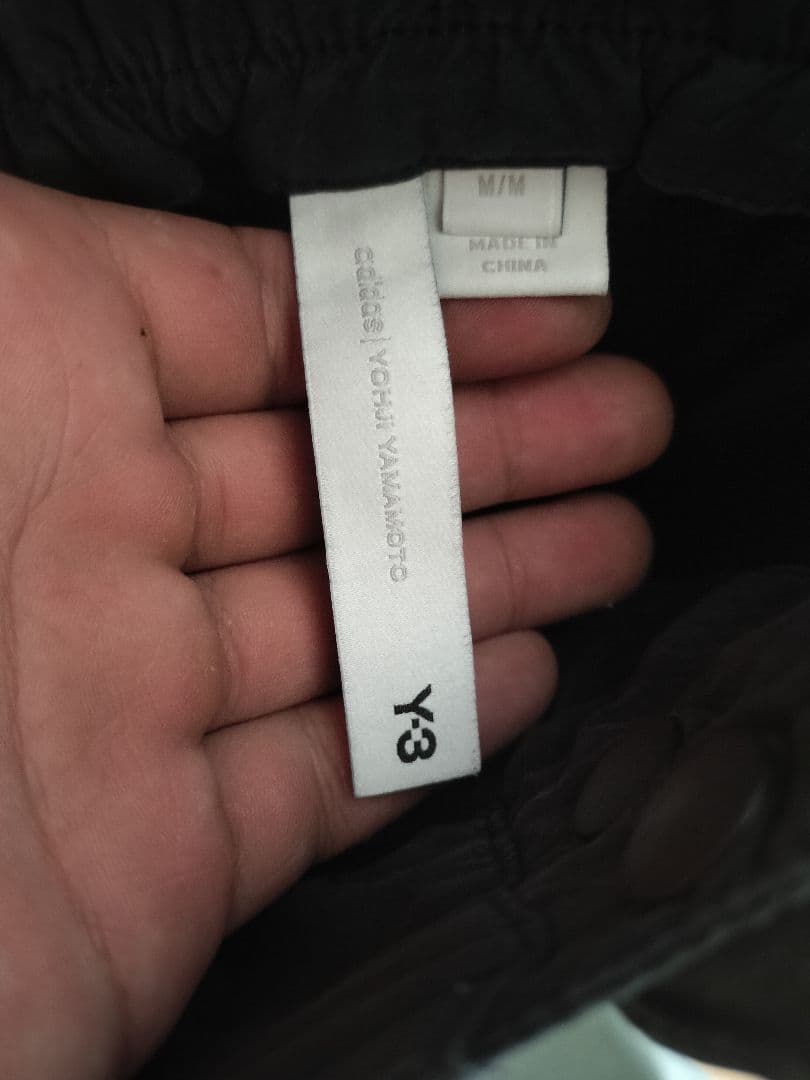 M/M
MADE IN
CHINA
adidas | YOHJI YAMAMOTO
Y-3